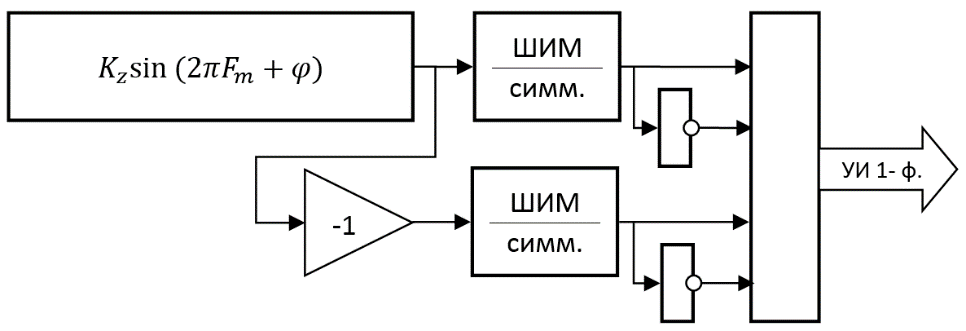 K_z sin (2πF_m + φ)
ШИМ
симм.
-1
ШИМ
симм.
УИ 1- ф.